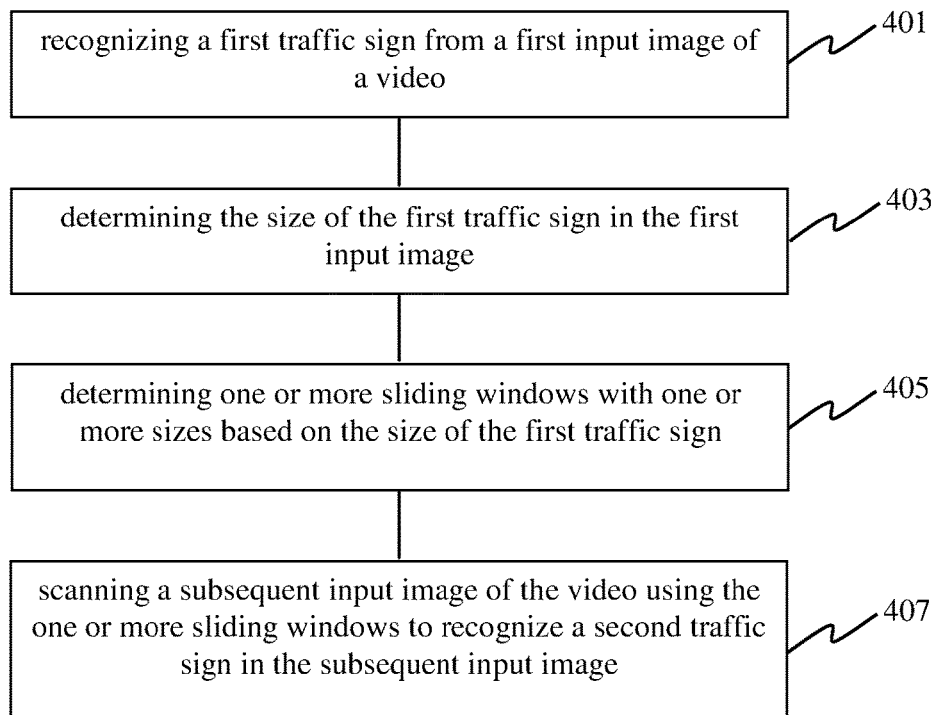 recognizing a first traffic sign from a first input image of
a video
401
determining the size of the first traffic sign in the first
input image
403
determining one or more sliding windows with one or
more sizes based on the size of the first traffic sign
405
scanning a subsequent input image of the video using the
one or more sliding windows to recognize a second traffic
sign in the subsequent input image
407